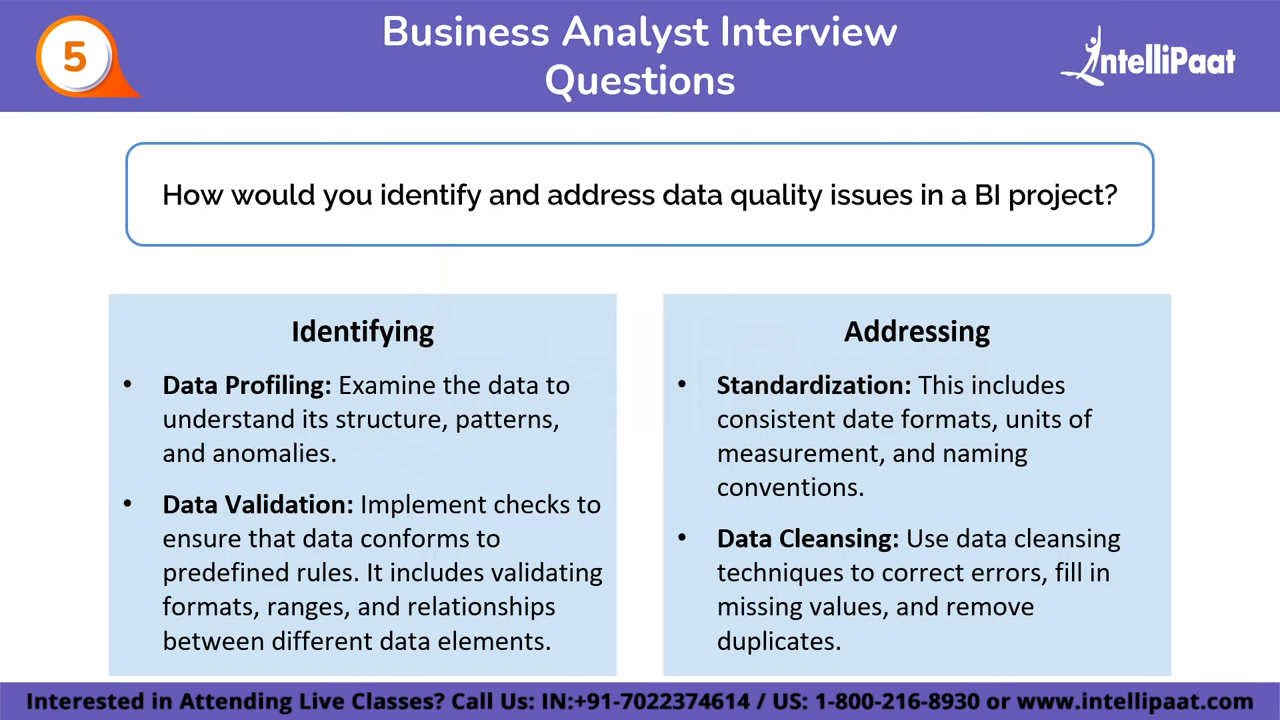 5
Business Analyst Interview
Questions
IntelliPaat
How would you identify and address data quality issues in a BI project?
Identifying
• Data Profiling: Examine the data to
understand its structure, patterns,
and anomalies.
• Data Validation: Implement checks to
ensure that data conforms to
predefined rules. It includes validating
formats, ranges, and relationships
between different data elements.
Addressing
• Standardization: This includes
consistent date formats, units of
measurement, and naming
conventions.
• Data Cleansing: Use data cleansing
techniques to correct errors, fill in
missing values, and remove
duplicates.
Interested in Attending Live Classes? Call Us: IN:+91-7022374614 / US: 1-800-216-8930 or www.intellipaat.com